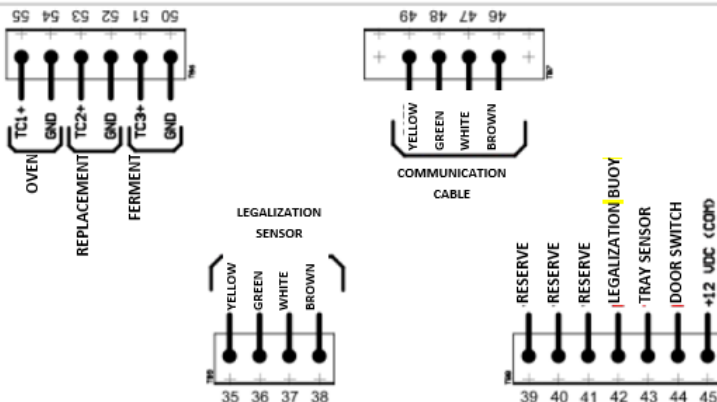 55 54 53 52 51 50
TC1+ GND TC2+ GND TC3+ GND
OVEN
REPLACEMENT
FERMENT
49 48 47 46
YELLOW GREEN WHITE BROWN
COMMUNICATION
CABLE
LEGALIZATION
SENSOR
YELLOW GREEN WHITE BROWN
35 36 37 38
RESERVE
RESERVE
RESERVE
LEGALIZATION BUOY
TRAY SENSOR
DOOR SWITCH
+12 VDC (COM)
39 40 41 42 43 44 45